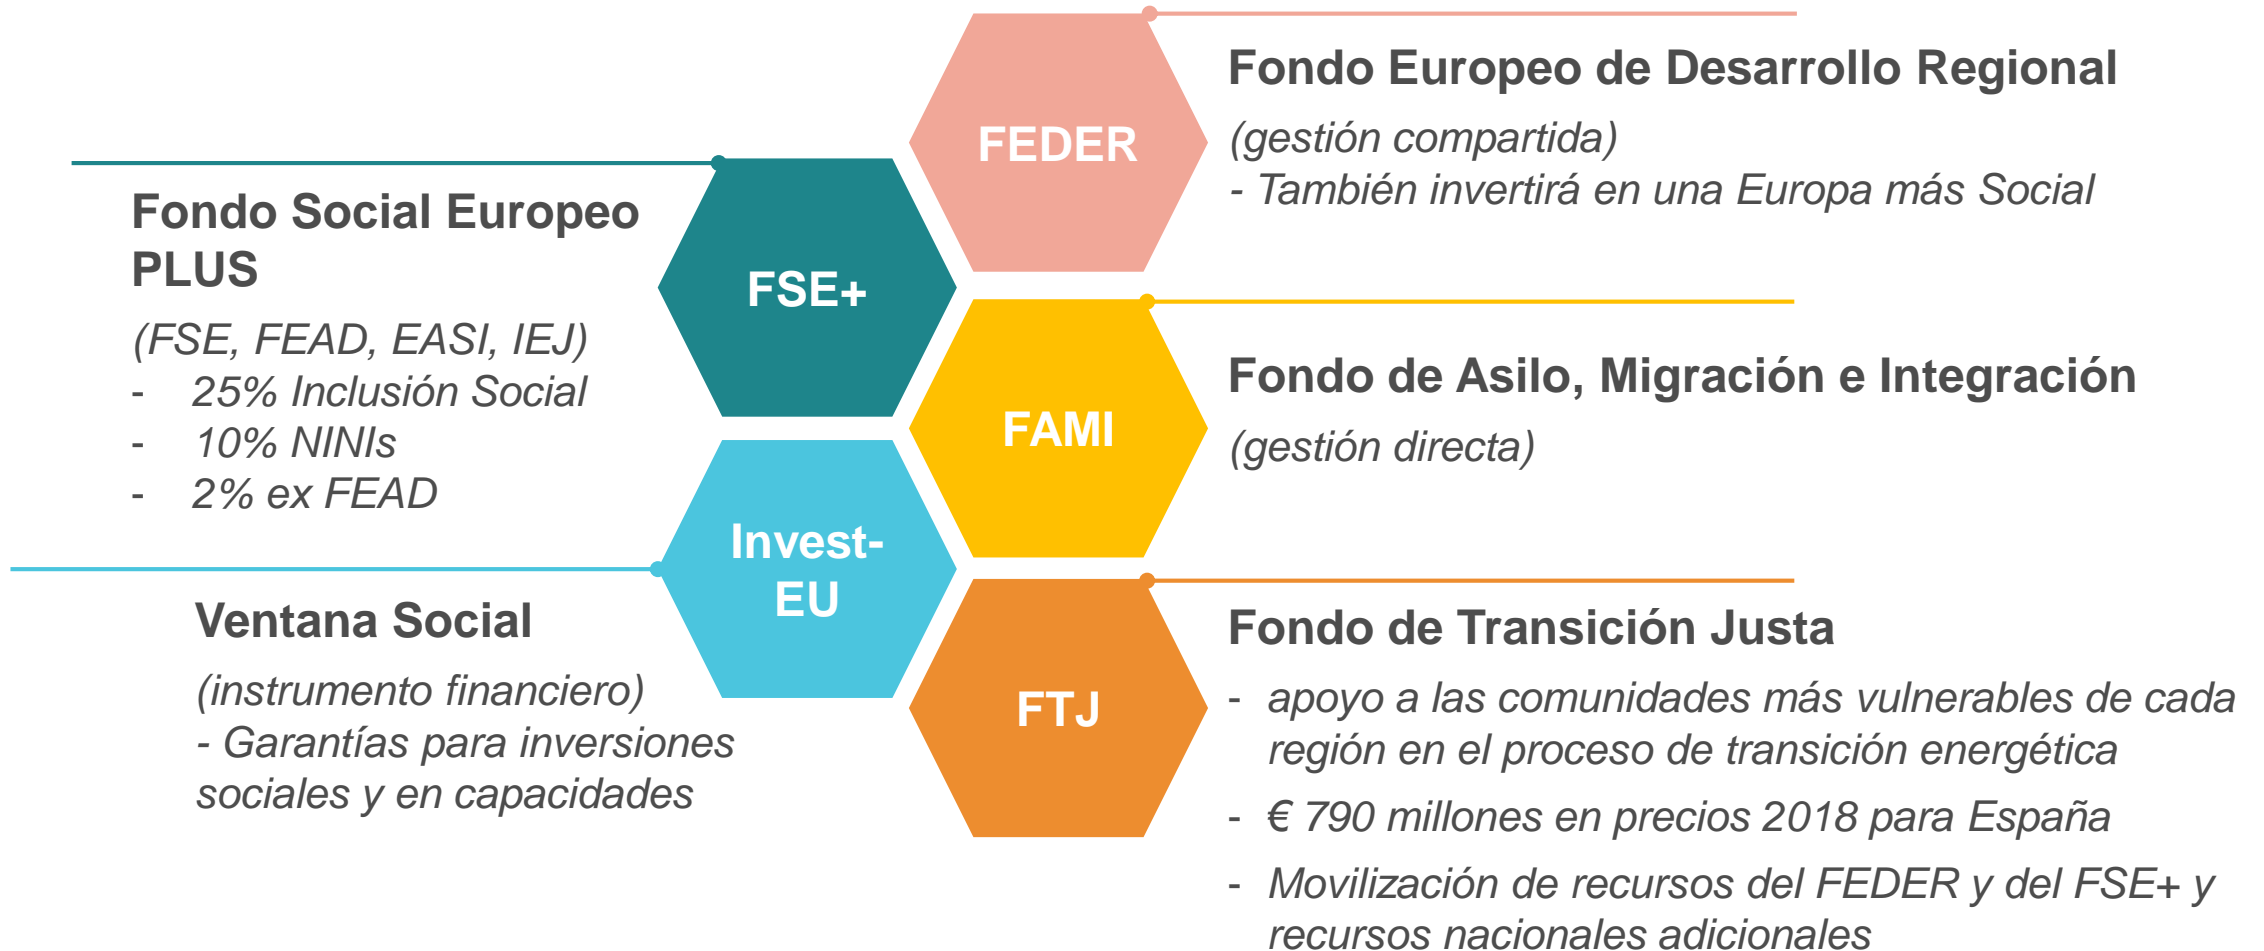 FEDER
Fondo Europeo de Desarrollo Regional
(gestión compartida)
- También invertirá en una Europa más Social
Fondo Social Europeo
PLUS
(FSE, FEAD, EASI, IEJ)
- 25% Inclusión Social
- 10% NINIs
- 2% ex FEAD
FSE+
FAMI
Fondo de Asilo, Migración e Integración
(gestión directa)
Invest-
EU
Ventana Social
(instrumento financiero)
- Garantías para inversiones
sociales y en capacidades
FTJ
Fondo de Transición Justa
- apoyo a las comunidades más vulnerables de cada
región en el proceso de transición energética
- € 790 millones en precios 2018 para España
- Movilización de recursos del FEDER y del FSE+ y
recursos nacionales adicionales